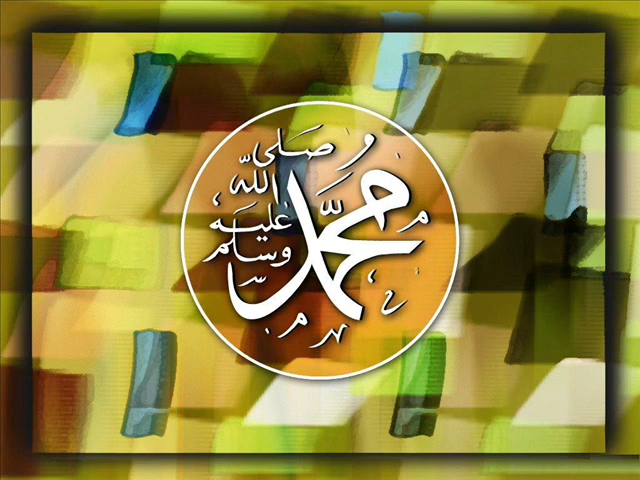 محمد
صلى
الله
عليه
وسلم